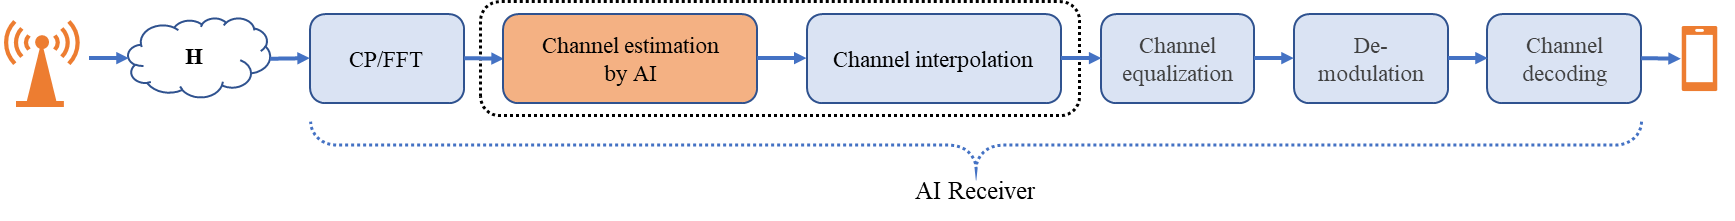 H
CP/FFT
Channel estimation
by AI
Channel interpolation
Channel
equalization
De-
modulation
Channel
decoding
AI Receiver